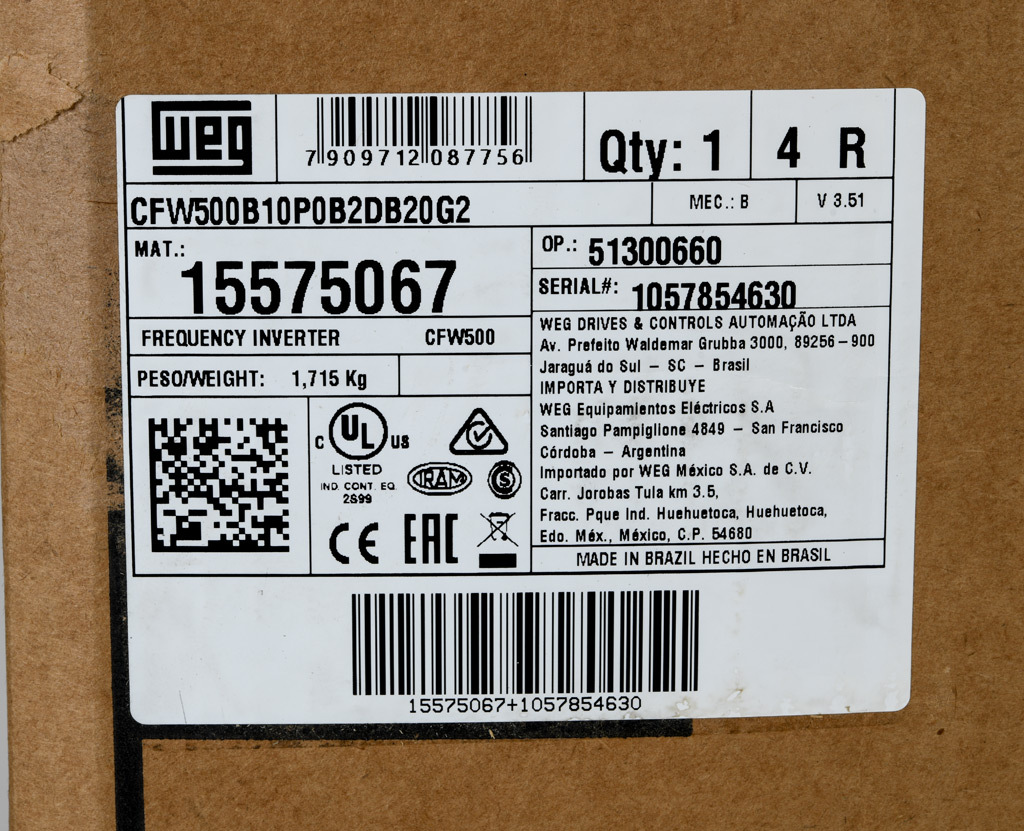 weg
7 909712 087756
Qty: 1
4 R
CFW500B10P0B2DB20G2
MEC.: B
V 3.51
MAT.:
15575067
OP.: 51300660
SERIAL#: 1057854630
FREQUENCY INVERTER CFW500
PESO/WEIGHT: 1,715 Kg
WEG DRIVES & CONTROLS AUTOMAÇÃO LTDA
Av. Prefeito Waldemar Grubba 3000, 89256-900
Jaraguá do Sul - SC - Brasil
IMPORTA Y DISTRIBUYE
WEG Equipamientos Eléctricos S.A
Santiago Pampiglione 4849 - San Francisco
Córdoba - Argentina
Importado por WEG México S.A. de C.V.
Carr. Jorobas Tula km 3.5,
Fracc. Pque Ind. Huehuetoca, Huehuetoca,
Edo. Méx., México, C.P. 54680
MADE IN BRAZIL HECHO EN BRASIL
C UL US
LISTED
IND. CONT. EQ.
2S99
IRAM
S
CE EAC
15575067+1057854630